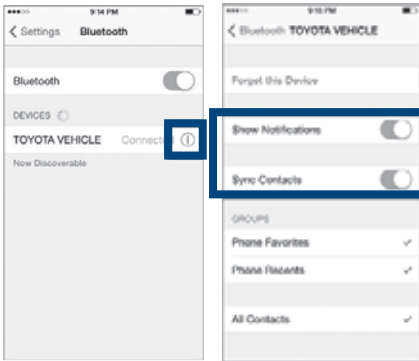 9:14 PM
Settings Bluetooth
Bluetooth
DEVICES
TOYOTA VEHICLE Connected
Now Discoverable
9:15 PM
Bluetooth TOYOTA VEHICLE
Forget this Device
Show Notifications
Sync Contacts
GROUPS
Phone Favorites
Phone Recents
All Contacts